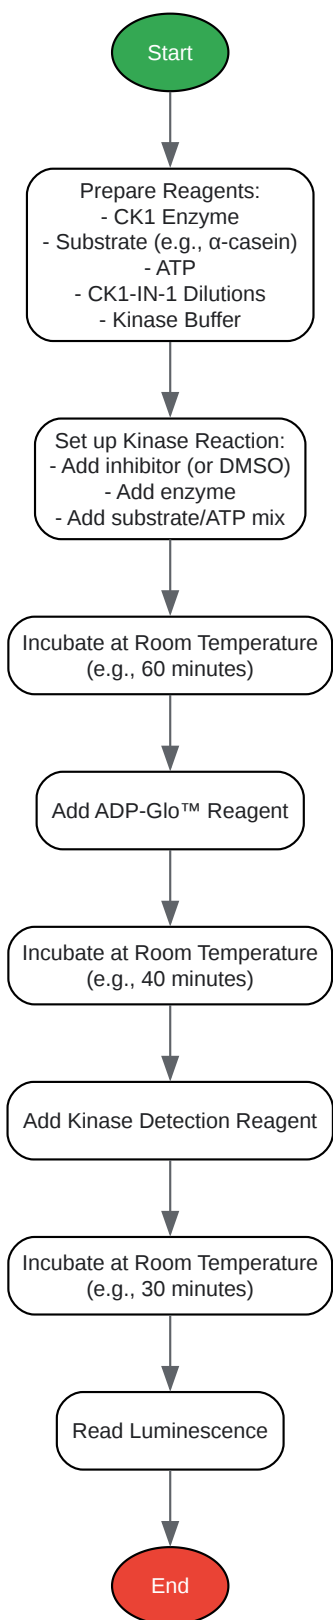 Start
Prepare Reagents:
- CK1 Enzyme
- Substrate (e.g., α-casein)
- ATP
- CK1-IN-1 Dilutions
- Kinase Buffer
Set up Kinase Reaction:
- Add inhibitor (or DMSO)
- Add enzyme
- Add substrate/ATP mix
Incubate at Room Temperature
(e.g., 60 minutes)
Add ADP-Glo™ Reagent
Incubate at Room Temperature
(e.g., 40 minutes)
Add Kinase Detection Reagent
Incubate at Room Temperature
(e.g., 30 minutes)
Read Luminescence
End